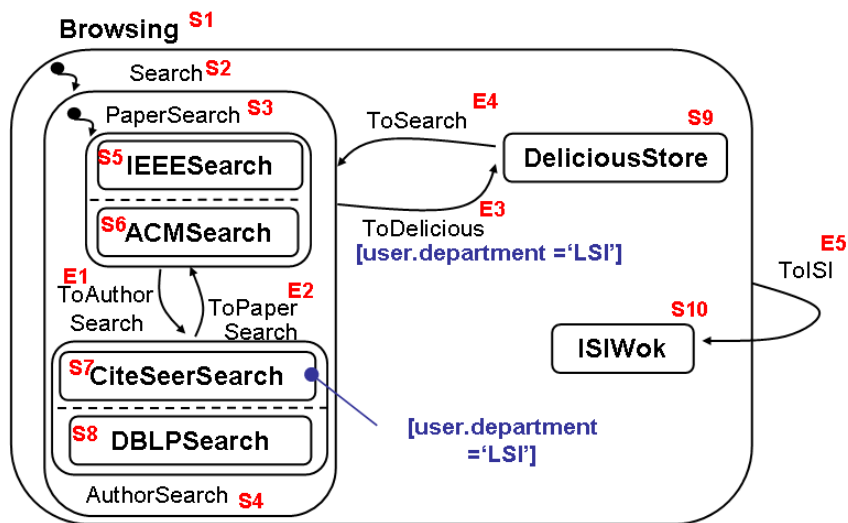 Browsing S1
Search S2
PaperSearch S3
S5 IEEESearch
S6 ACMSearch
E1
ToAuthor
Search
E2
ToPaper
Search
S7 CiteSeerSearch
S8 DBLPSearch
AuthorSearch S4
E4
ToSearch
E3
ToDelicious
[user.department ='LSI']
S9
DeliciousStore
E5
ToISI
S10
ISIWok
[user.department
='LSI']